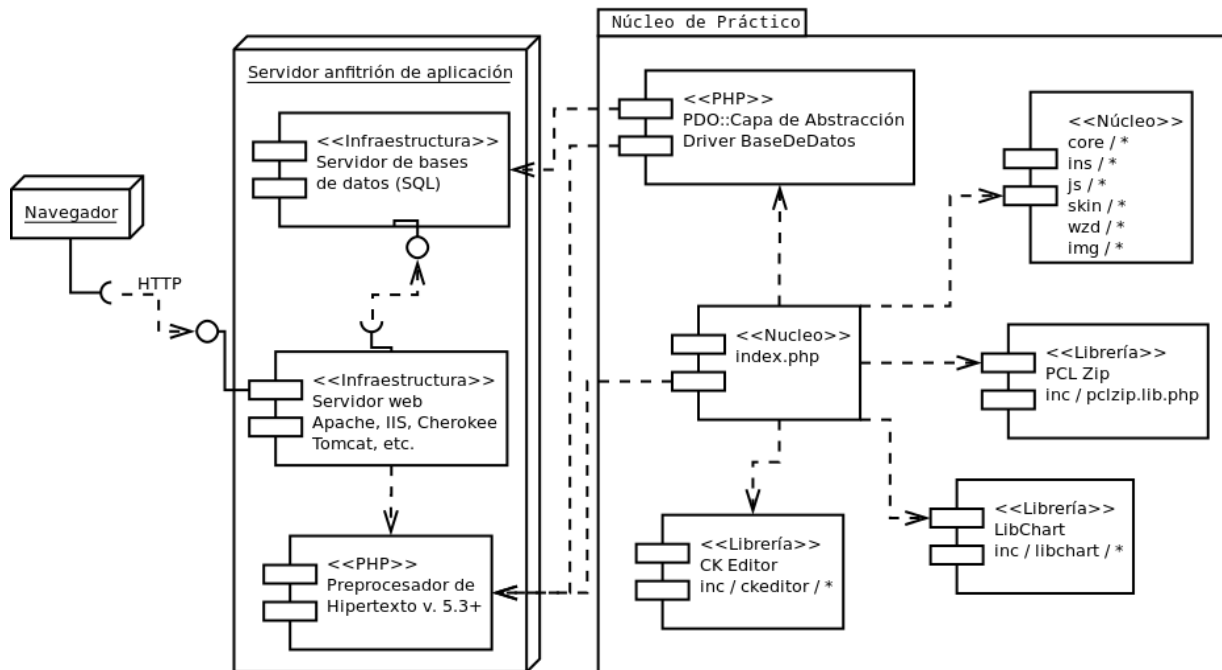 Núcleo de Práctico
Servidor anfitrión de aplicación
<<Infraestructura>>
Servidor de bases
de datos (SQL)
Navegador
HTTP
<<Infraestructura>>
Servidor web
Apache, IIS, Cherokee
Tomcat, etc.
<<PHP>>
Preprocesador de
Hipertexto v. 5.3+
<<PHP>>
PDO::Capa de Abstracción
Driver BaseDeDatos
<<Núcleo>>
core / *
ins / *
js / *
skin / *
wzd / *
img / *
<<Nucleo>>
index.php
<<Librería>>
PCL Zip
inc / pclzip.lib.php
<<Librería>>
CK Editor
inc / ckeditor / *
<<Librería>>
LibChart
inc / libchart / *